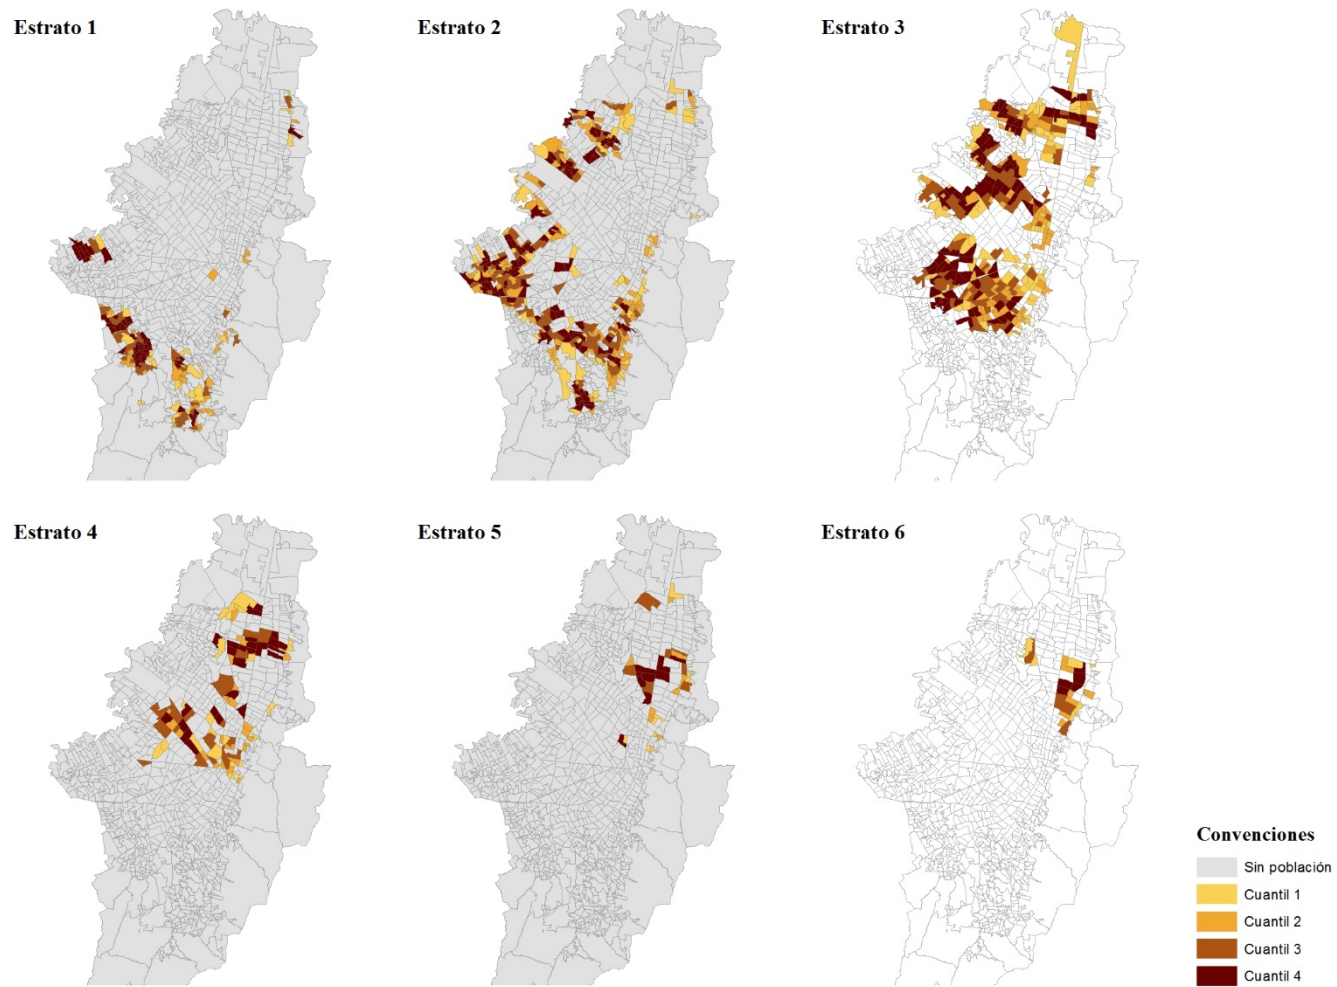 Estrato 1
Estrato 2
Estrato 3
Estrato 4
Estrato 5
Estrato 6
Convenciones
Sin población
Cuantil 1
Cuantil 2
Cuantil 3
Cuantil 4